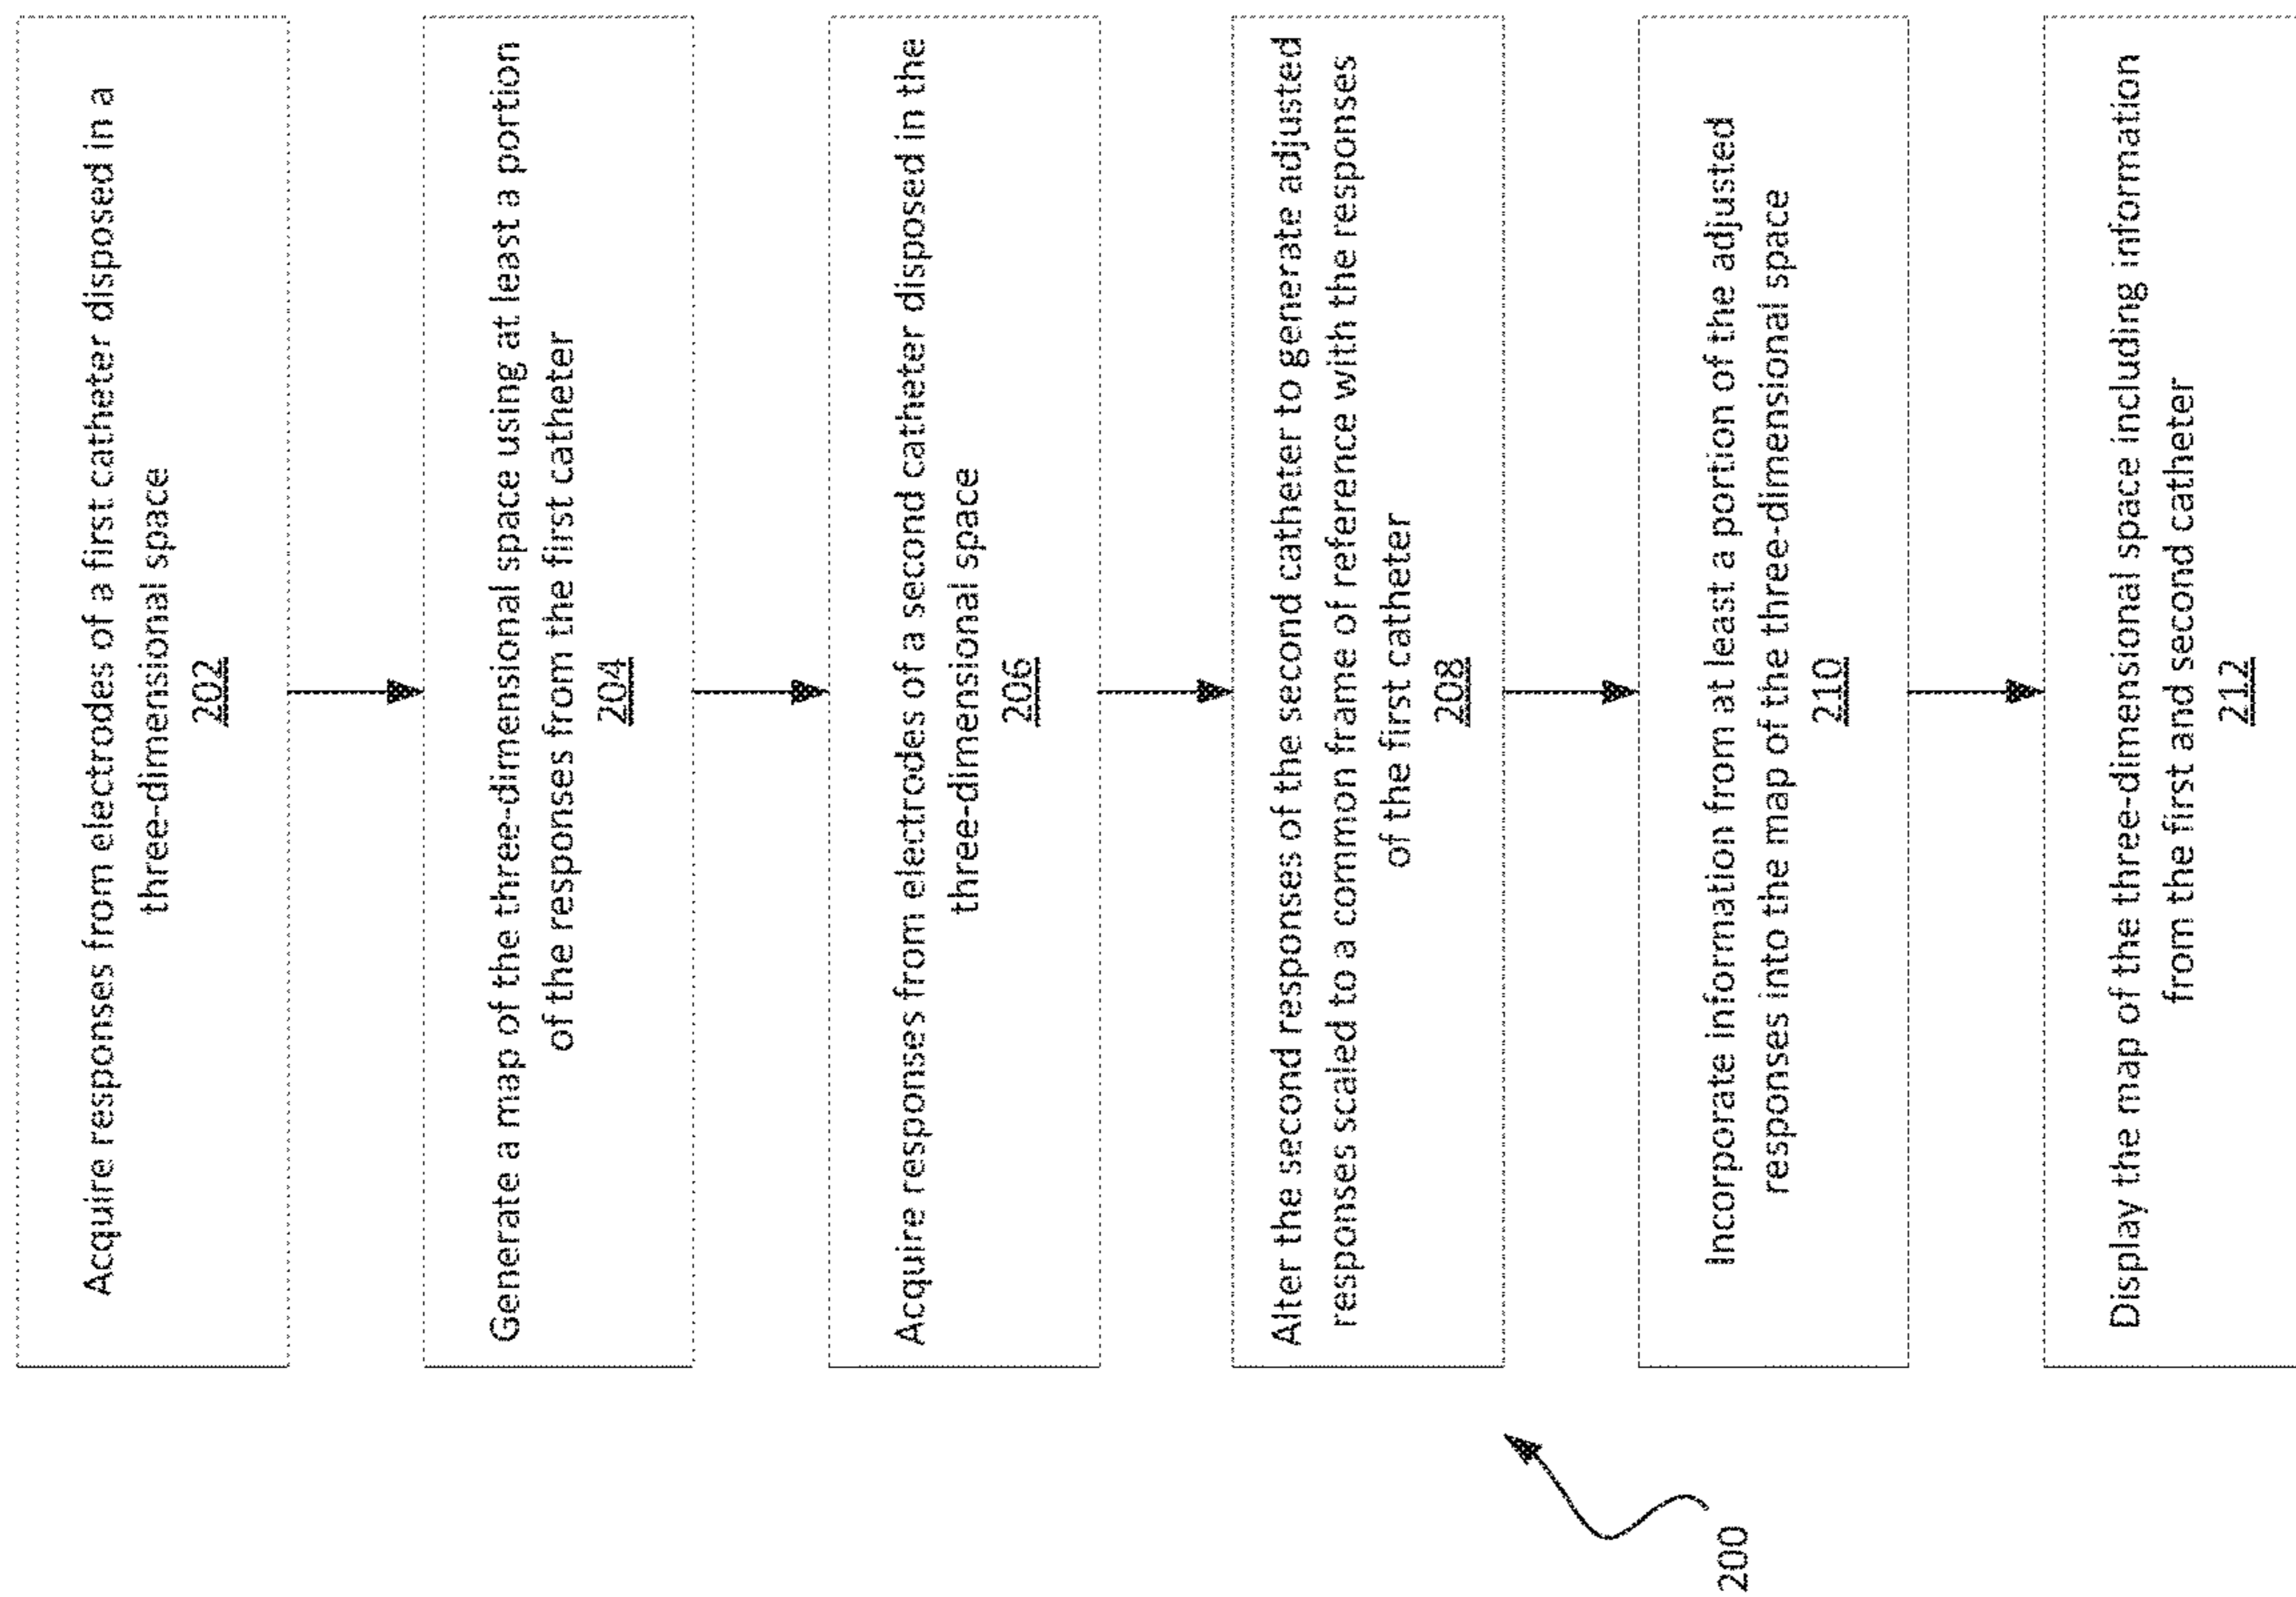 Acquire responses from electrodes of a first catheter disposed in a
three-dimensional space
202
Generate a map of the three-dimensional space using at least a portion
of the responses from the first catheter
204
Acquire responses from electrodes of a second catheter disposed in the
three-dimensional space
206
Alter the second responses of the second catheter to generate adjusted
responses scaled to a common frame of reference with the responses
of the first catheter
208
Incorporate information from at least a portion of the adjusted
responses into the map of the three-dimensional space
210
Display the map of the three-dimensional space including information
from the first and second catheter
212
200